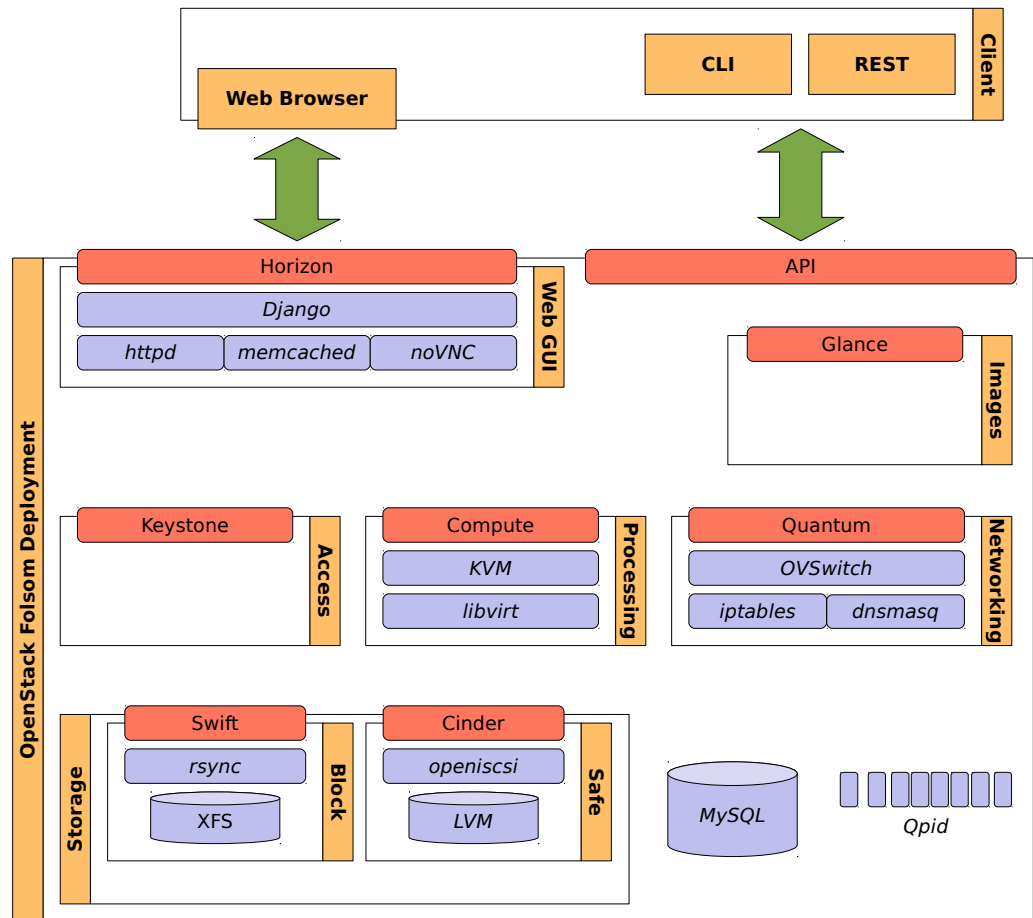 Client
CLI
REST
Web Browser
OpenStack Folsom Deployment
Horizon
Django
httpd
memcached
noVNC
Web GUI
API
Glance
Images
Keystone
Access
Compute
KVM
libvirt
Processing
Quantum
OVSwitch
iptables
dnsmasq
Networking
Storage
Swift
rsync
XFS
Block
Cinder
openiscsi
LVM
Safe
MySQL
Qpid